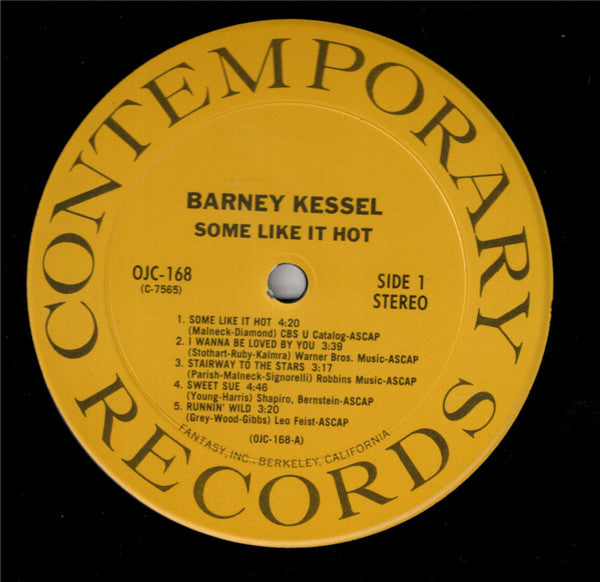 CONTEMPORARY
RECORDS
BARNEY KESSEL
SOME LIKE IT HOT
OJC-168
(C-7565)
SIDE 1
STEREO
1. SOME LIKE IT HOT 4:20
(Malneck-Diamond) CBS U Catalog-ASCAP
2. I WANNA BE LOVED BY YOU 3:39
(Stothart-Ruby-Kalmra) Warner Bros. Music-ASCAP
3. STAIRWAY TO THE STARS 3:17
(Parish-Malneck-Signorelli) Robbins Music-ASCAP
4. SWEET SUE 4:46
(Young-Harris) Shapiro, Bernstein-ASCAP
5. RUNNIN' WILD 3:20
(Grey-Wood-Gibbs) Leo Feist-ASCAP
(OJC-168-A)
FANTASY, INC., BERKELEY, CALIFORNIA